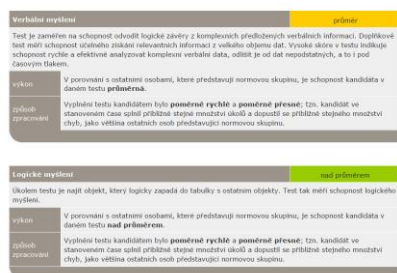 Verbální myšlení
průměr
Test je zaměřen na schopnost odvodit logické závěry z komplexních předložených verbálních informací. Doplňkově
test měří schopnost účelného získání relevantních informací z velkého objemu dat. Vysoké skóre v testu indikuje
schopnost rychle a efektivně analyzovat komplexní verbální data, odlišit je od dat nepodstatných, a to i pod
časovým tlakem.
výkon
V porovnání s ostatními osobami, které představují normovou skupinu, je schopnost kandidáta v
daném testu průměrná.
způsob
zpracování
Vyplnění testu kandidátem bylo poměrně rychlé a poměrně přesné; tzn. kandidát ve
stanoveném čase splnil přibližně stejné množství úkolů a dopustil se přibližně stejného množství
chyb, jako většina ostatních osob představující normovou skupinu.
Logické myšlení
nad průměrem
Úkolem testu je najít objekt, který logicky zapadá do tabulky s ostatním objekty. Test tak měří schopnost logického
myšlení.
výkon
V porovnání s ostatními osobami, které představují normovou skupinu, je schopnost kandidáta v
daném testu nad průměrem.
způsob
zpracování
Vyplnění testu kandidátem bylo poměrně rychlé a poměrně přesné; tzn. kandidát ve
stanoveném čase splnil přibližně stejné množství úkolů a dopustil se přibližně stejného množství
chyb, jako většina ostatních osob představující normovou skupinu.